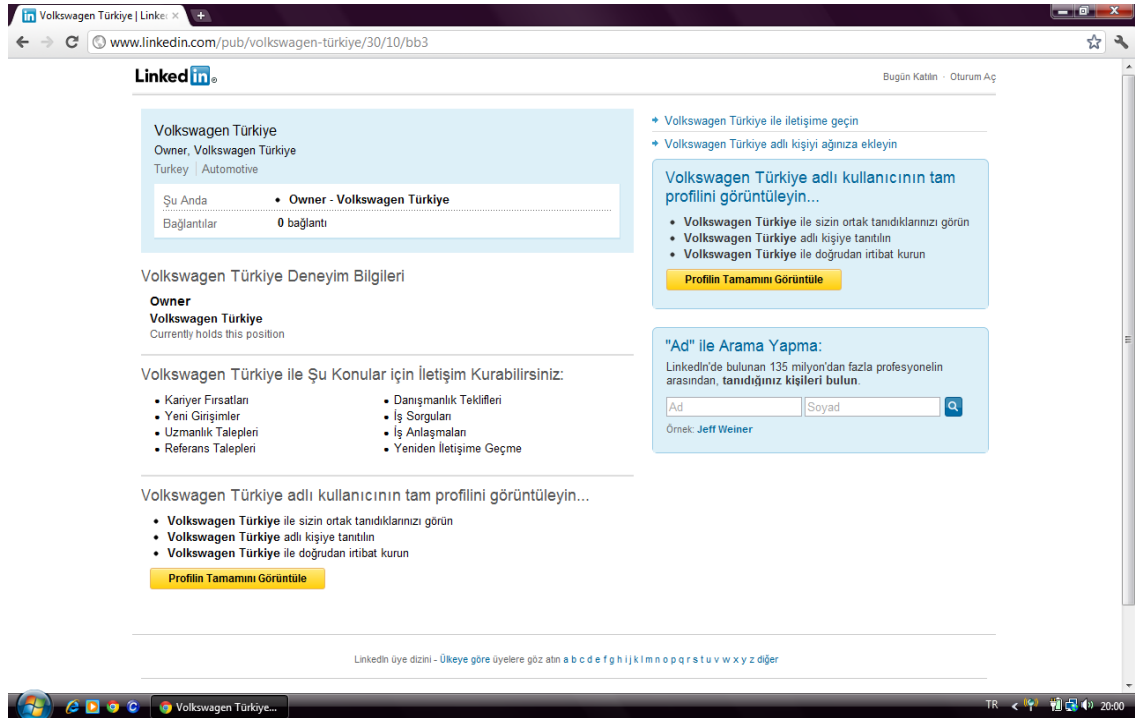 Volkswagen Türkiye | Linke
www.linkedin.com/pub/volkswagen-türkiye/30/10/bb3
Linked in ®
Bugün Katılın · Oturum Aç
Volkswagen Türkiye
Owner, Volkswagen Türkiye
Turkey | Automotive
Şu Anda • Owner - Volkswagen Türkiye
Bağlantılar 0 bağlantı
Volkswagen Türkiye Deneyim Bilgileri
Owner
Volkswagen Türkiye
Currently holds this position
Volkswagen Türkiye ile Şu Konular için İletişim Kurabilirsiniz:
• Kariyer Fırsatları
• Yeni Girişimler
• Uzmanlık Talepleri
• Referans Talepleri
• Danışmanlık Teklifleri
• İş Sorguları
• İş Anlaşmaları
• Yeniden İletişime Geçme
Volkswagen Türkiye adlı kullanıcının tam profilini görüntüleyin...
• Volkswagen Türkiye ile sizin ortak tanıdıklarınızı görün
• Volkswagen Türkiye adlı kişiye tanıtılın
• Volkswagen Türkiye ile doğrudan irtibat kurun
Profilin Tamamını Görüntüle
Volkswagen Türkiye ile iletişime geçin
Volkswagen Türkiye adlı kişiyi ağınıza ekleyin
Volkswagen Türkiye adlı kullanıcının tam
profilini görüntüleyin...
• Volkswagen Türkiye ile sizin ortak tanıdıklarınızı görün
• Volkswagen Türkiye adlı kişiye tanıtılın
• Volkswagen Türkiye ile doğrudan irtibat kurun
Profilin Tamamını Görüntüle
"Ad" ile Arama Yapma:
LinkedIn'de bulunan 135 milyon'dan fazla profesyonelin
arasından, tanıdığınız kişileri bulun.
Ad Soyad
Örnek: Jeff Weiner
LinkedIn üye dizini - Ülkeye göre üyelere göz atın a b c d e f g h i j k l m n o p q r s t u v w x y z diğer
Volkswagen Türkiye...
TR 20:00